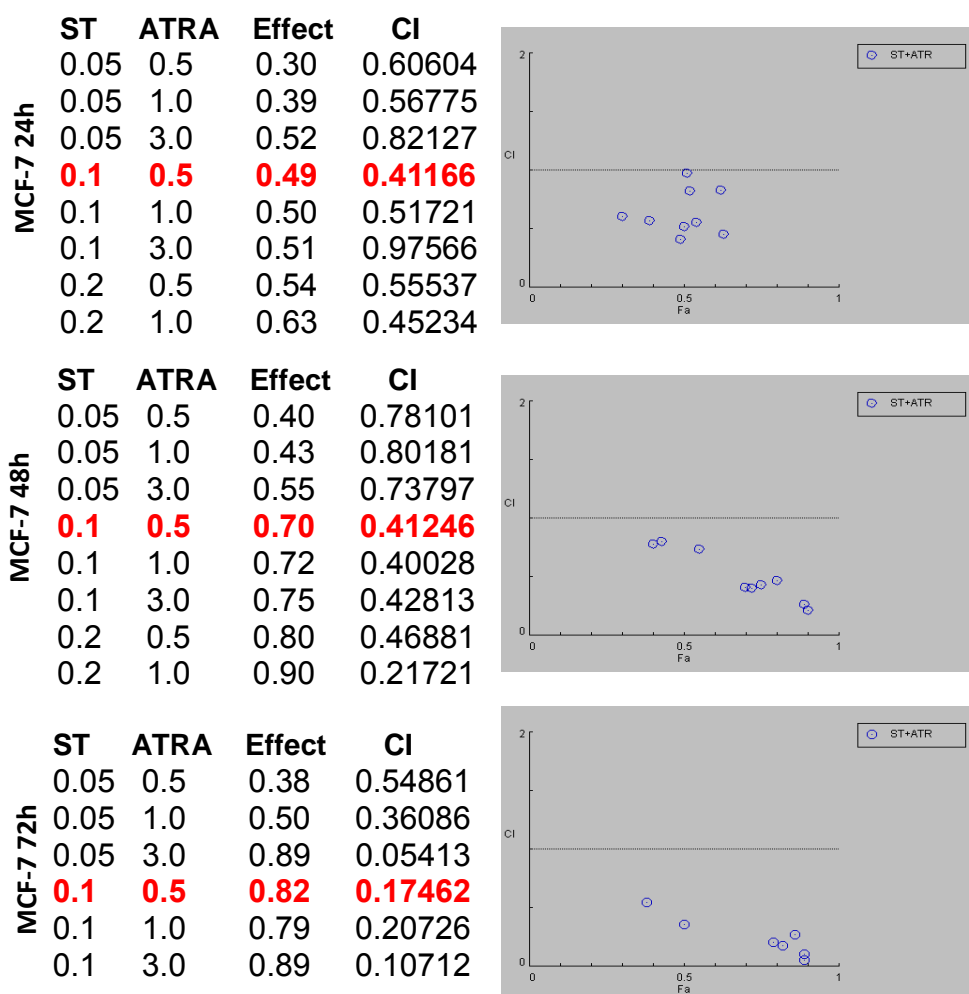 ST ATRA Effect CI
0.05 0.5 0.30 0.60604
0.05 1.0 0.39 0.56775
0.05 3.0 0.52 0.82127
0.1 0.5 0.49 0.41166
0.1 1.0 0.50 0.51721
0.1 3.0 0.51 0.97566
0.2 0.5 0.54 0.55537
0.2 1.0 0.63 0.45234
MCF-7 24h
ST+ATR
2
CI
0
0 0.5 1
Fa
ST ATRA Effect CI
0.05 0.5 0.40 0.78101
0.05 1.0 0.43 0.80181
0.05 3.0 0.55 0.73797
0.1 0.5 0.70 0.41246
0.1 1.0 0.72 0.40028
0.1 3.0 0.75 0.42813
0.2 0.5 0.80 0.46881
0.2 1.0 0.90 0.21721
MCF-7 48h
ST+ATR
2
CI
0
0 0.5 1
Fa
ST ATRA Effect CI
0.05 0.5 0.38 0.54861
0.05 1.0 0.50 0.36086
0.05 3.0 0.89 0.05413
0.1 0.5 0.82 0.17462
0.1 1.0 0.79 0.20726
0.1 3.0 0.89 0.10712
MCF-7 72h
ST+ATR
2
CI
0
0 0.5 1
Fa